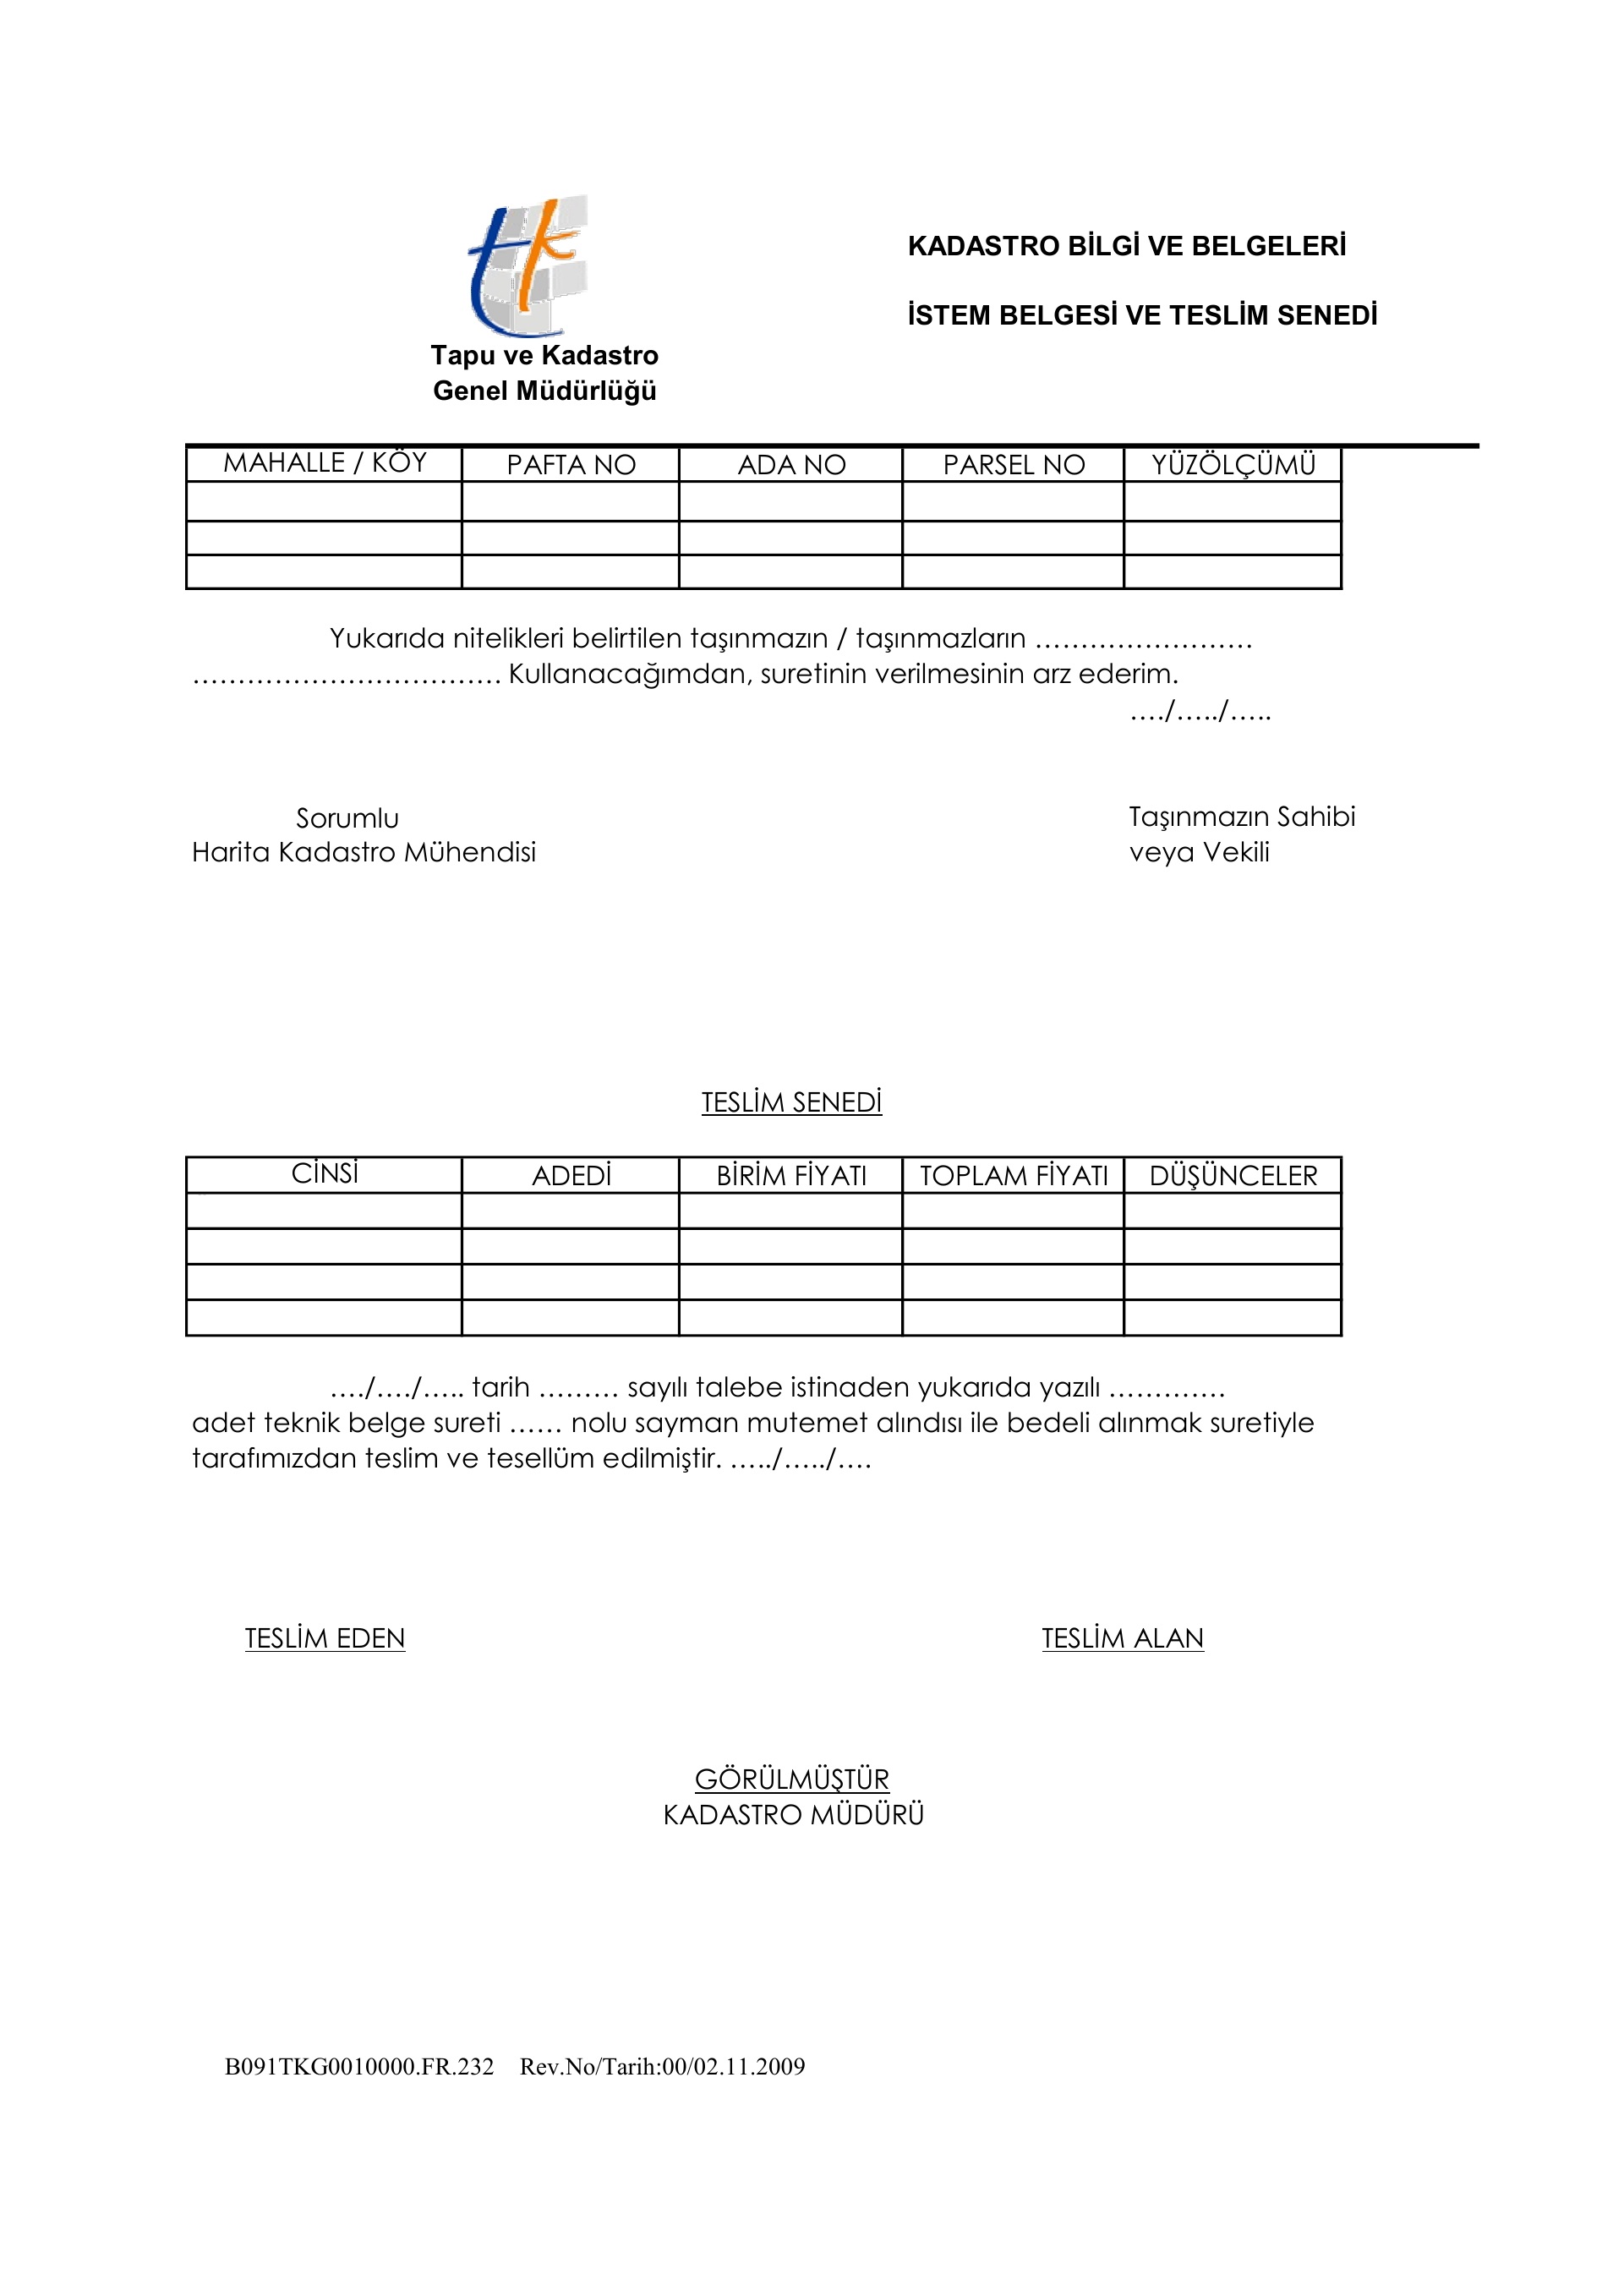 tk
Tapu ve Kadastro
Genel Müdürlüğü
KADASTRO BİLGİ VE BELGELERİ
İSTEM BELGESİ VE TESLİM SENEDİ
MAHALLE / KÖY PAFTA NO ADA NO PARSEL NO YÜZÖLÇÜMÜ
Yukarıda nitelikleri belirtilen taşınmazın / taşınmazların ……………………
……………………………. Kullanacağımdan, suretinin verilmesinin arz ederim.
…./…../…..
Sorumlu
Harita Kadastro Mühendisi
Taşınmazın Sahibi
veya Vekili
TESLİM SENEDİ
CİNSİ ADEDİ BİRİM FİYATI TOPLAM FİYATI DÜŞÜNCELER
…./…./….. tarih ……… sayılı talebe istinaden yukarıda yazılı ………….
adet teknik belge sureti …… nolu sayman mutemet alındısı ile bedeli alınmak suretiyle
tarafımızdan teslim ve tesellüm edilmiştir. …../…../….
TESLİM EDEN TESLİM ALAN
GÖRÜLMÜŞTÜR
KADASTRO MÜDÜRÜ
B091TKG0010000.FR.232 Rev.No/Tarih:00/02.11.2009